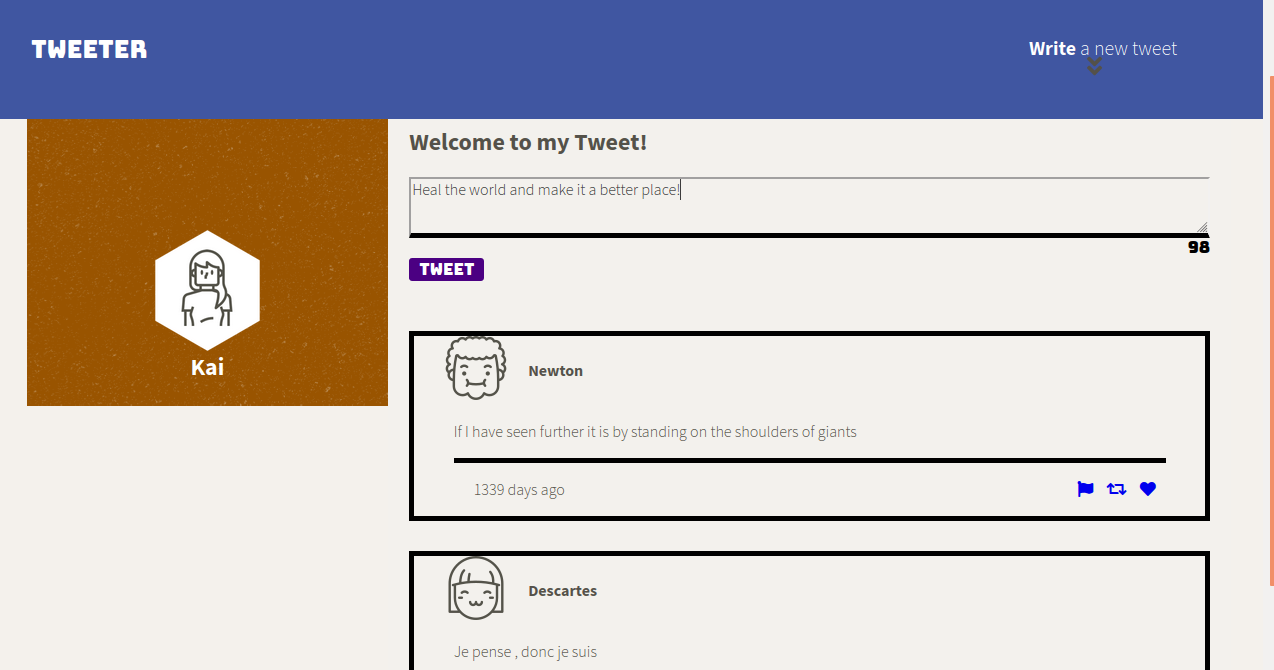 TWEETER
Write a new tweet
Kai
Welcome to my Tweet!
Heal the world and make it a better place!
98
TWEET
Newton
If I have seen further it is by standing on the shoulders of giants
1339 days ago
Descartes
Je pense , donc je suis